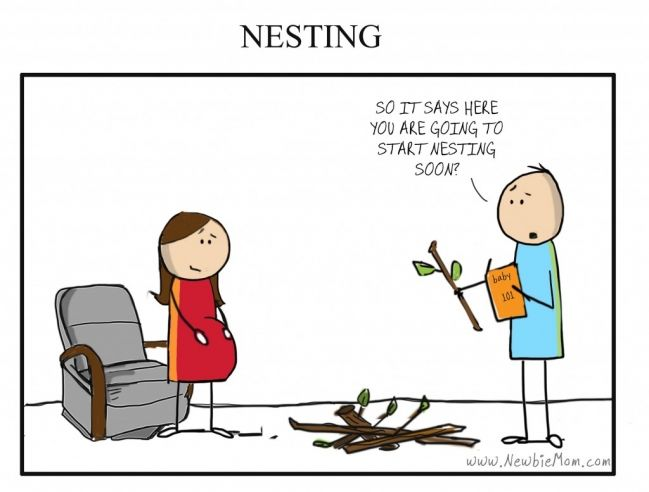 NESTING
SO IT SAYS HERE
YOU ARE GOING TO
START NESTING
SOON?
baby
101
www.NewbieMom.com